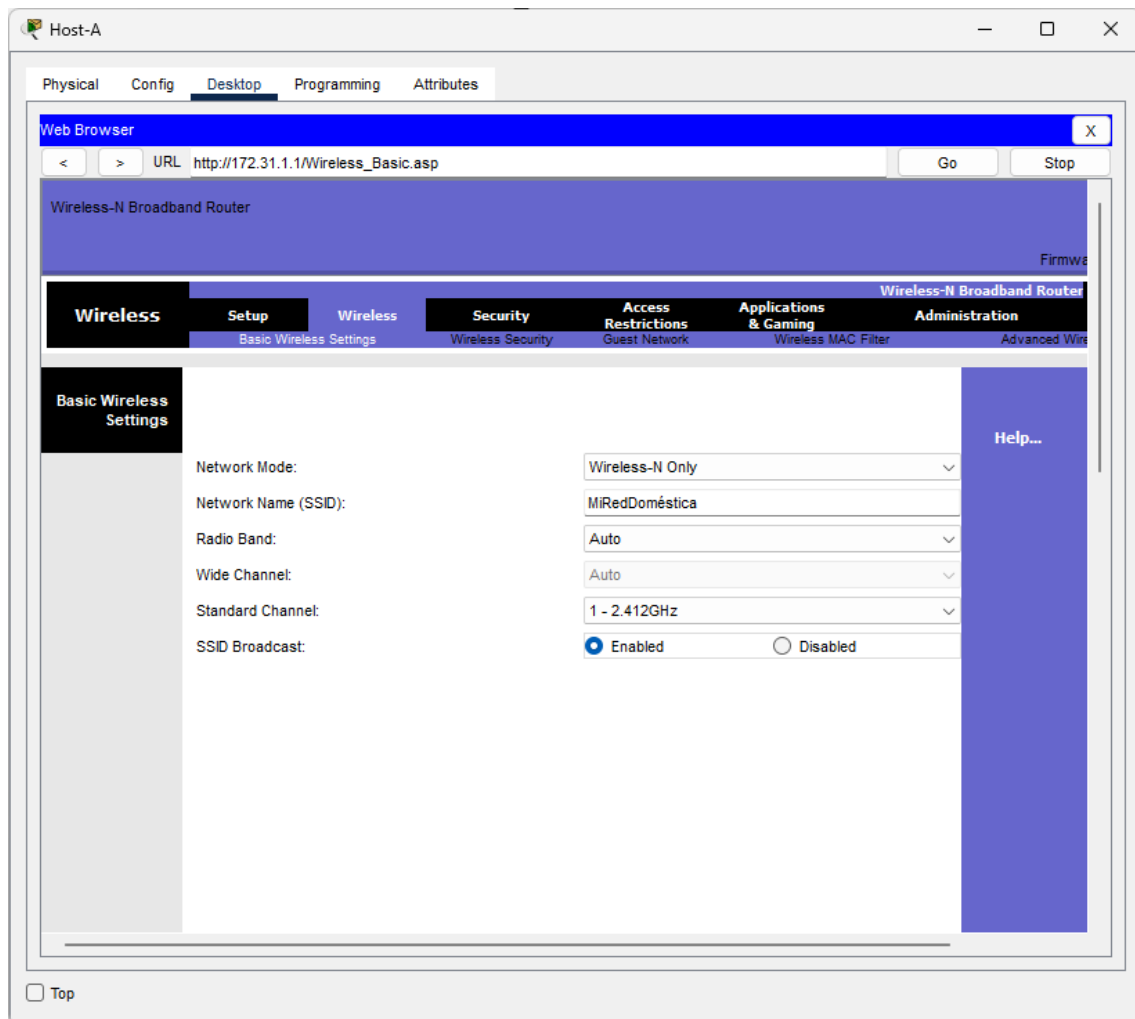 Host-A
Physical Config Desktop Programming Attributes
Web Browser X
< > URL http://172.31.1.1/Wireless_Basic.asp Go Stop
Wireless-N Broadband Router
Firmwa
Wireless-N Broadband Router
Wireless Setup Wireless Security Access Restrictions Applications & Gaming Administration
Basic Wireless Settings Wireless Security Guest Network Wireless MAC Filter Advanced Wire
Basic Wireless
Settings
Help...
Network Mode: Wireless-N Only
Network Name (SSID): MiRedDoméstica
Radio Band: Auto
Wide Channel: Auto
Standard Channel: 1 - 2.412GHz
SSID Broadcast: Enabled Disabled
Top